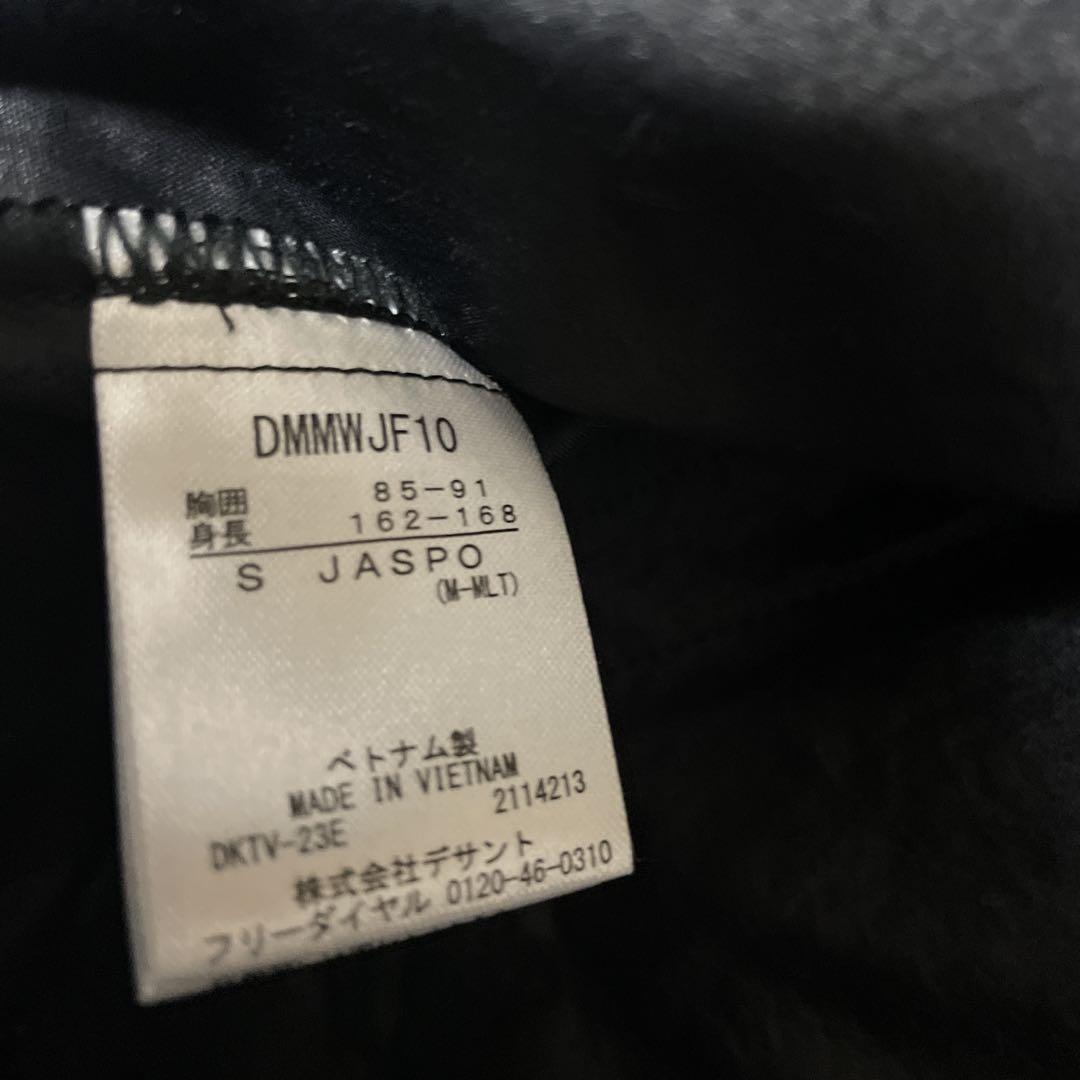 DMMWJF10
胸囲 85-91
身長 162-168
S JASPO
(M-MLT)
ベトナム製
MADE IN VIETNAM
DKTV-23E 2114213
株式会社デサント
フリーダイヤル 0120-46-0310